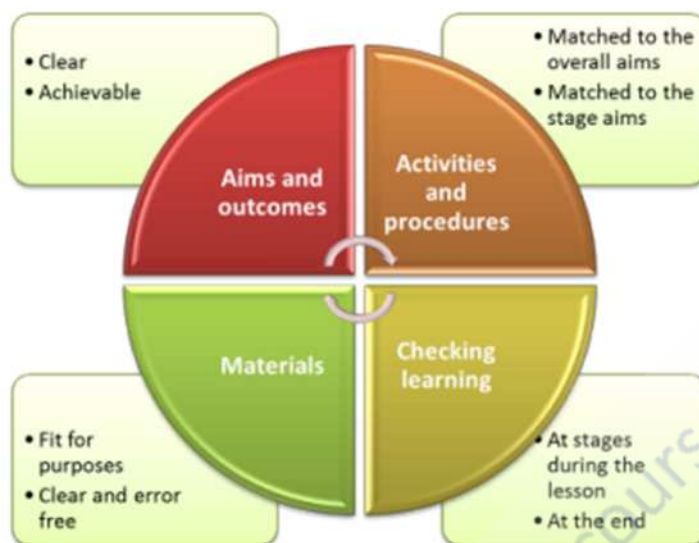 • Clear
• Achievable
• Matched to the
overall aims
• Matched to the
stage aims
Aims and
outcomes
Activities
and
procedures
Materials
Checking
learning
• Fit for
purposes
• Clear and error
free
• At stages
during the
lesson
• At the end